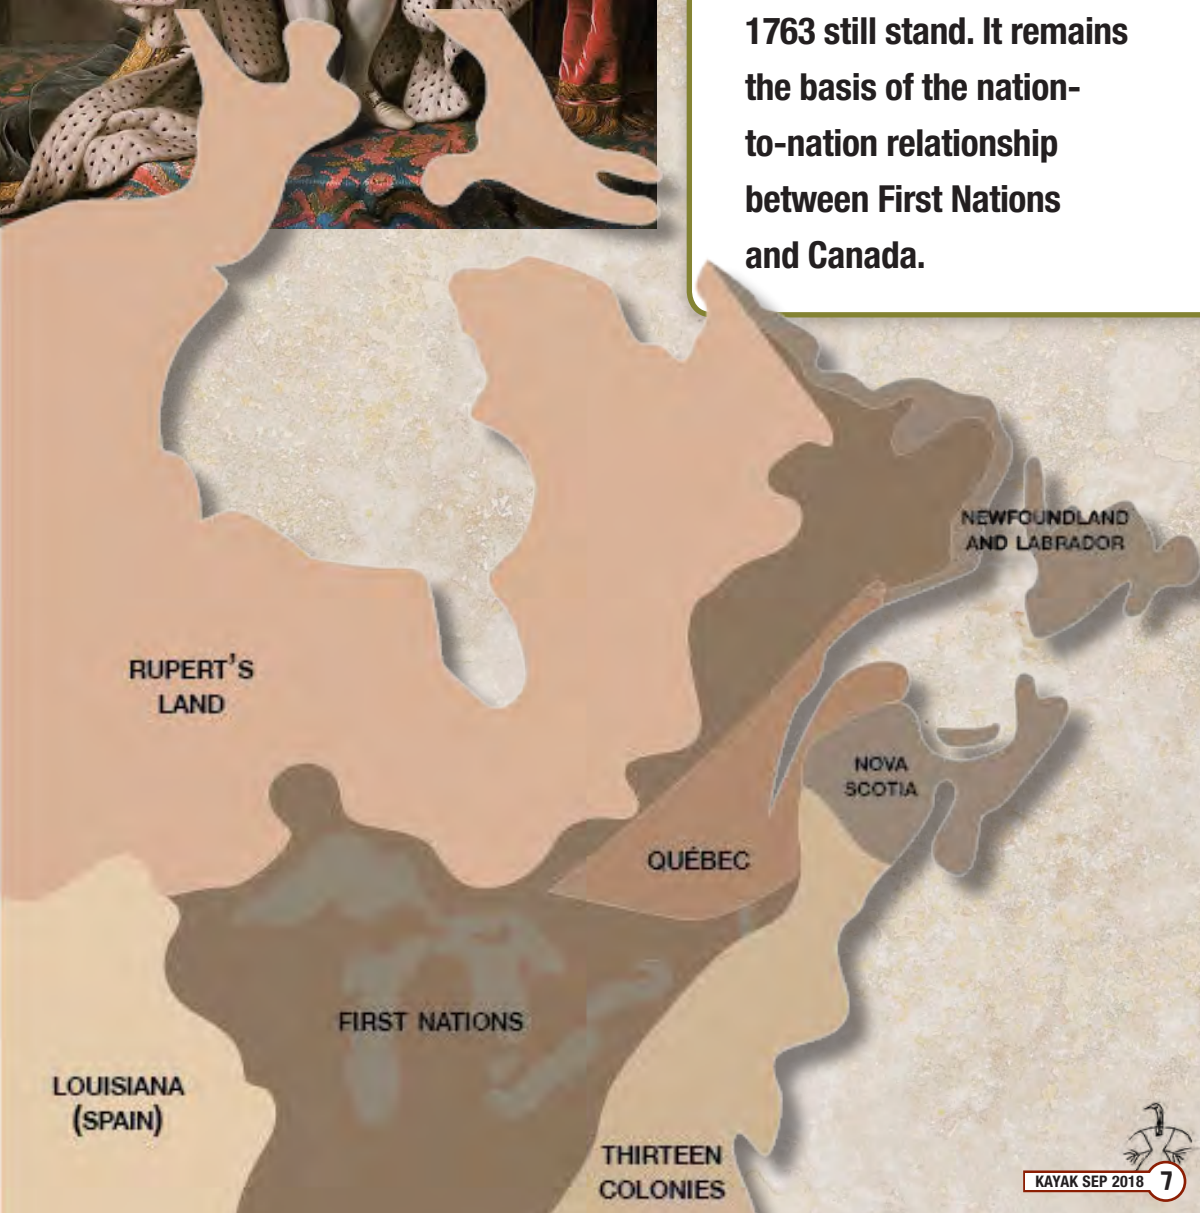 1763 still stand. It remains
the basis of the nation-
to-nation relationship
between First Nations
and Canada.
NEWFOUNDLAND
AND LABRADOR
RUPERT'S
LAND
NOVA
SCOTIA
QUÉBEC
FIRST NATIONS
LOUISIANA
(SPAIN)
THIRTEEN
COLONIES
KAYAK SEP 2018 7